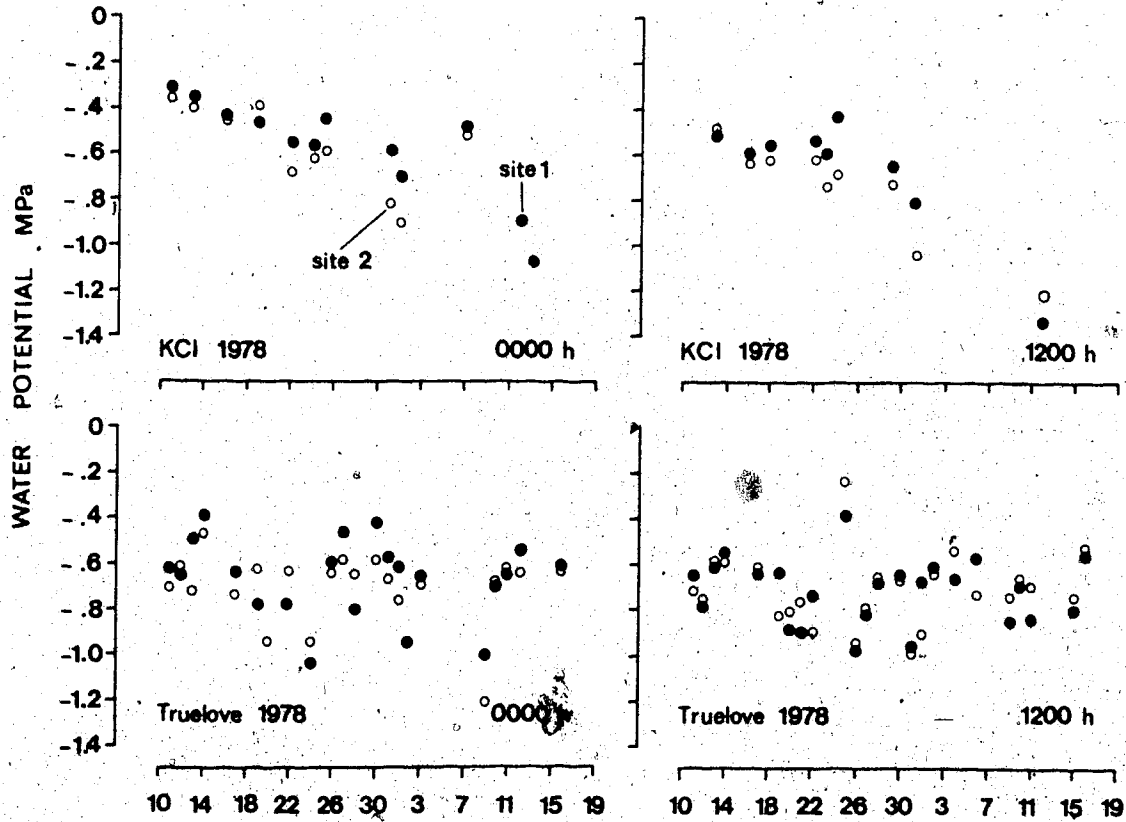 WATER POTENTIAL, MPa
0
-.2
-.4
-.6
-.8
-1.0
-1.2
-1.4
site 1
site 2
KCl 1978 0000 h
KCl 1978 1200 h
0
-.2
-.4
-.6
-.8
-1.0
-1.2
-1.4
Truelove 1978 0000
Truelove 1978 1200 h
10 14 18 22 26 30 3 7 11 15 19
10 14 18 22 26 30 3 7 11 15 19